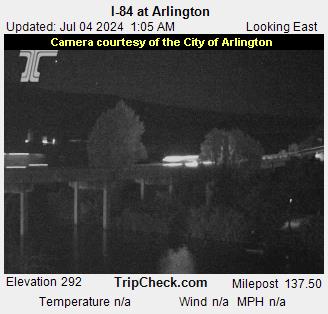 I-84 at Arlington
Updated: Jul 04 2024 1:05 AM Looking East
Camera courtesy of the City of Arlington
Elevation 292 TripCheck.com Milepost 137.50
Temperature n/a Wind n/a MPH n/a